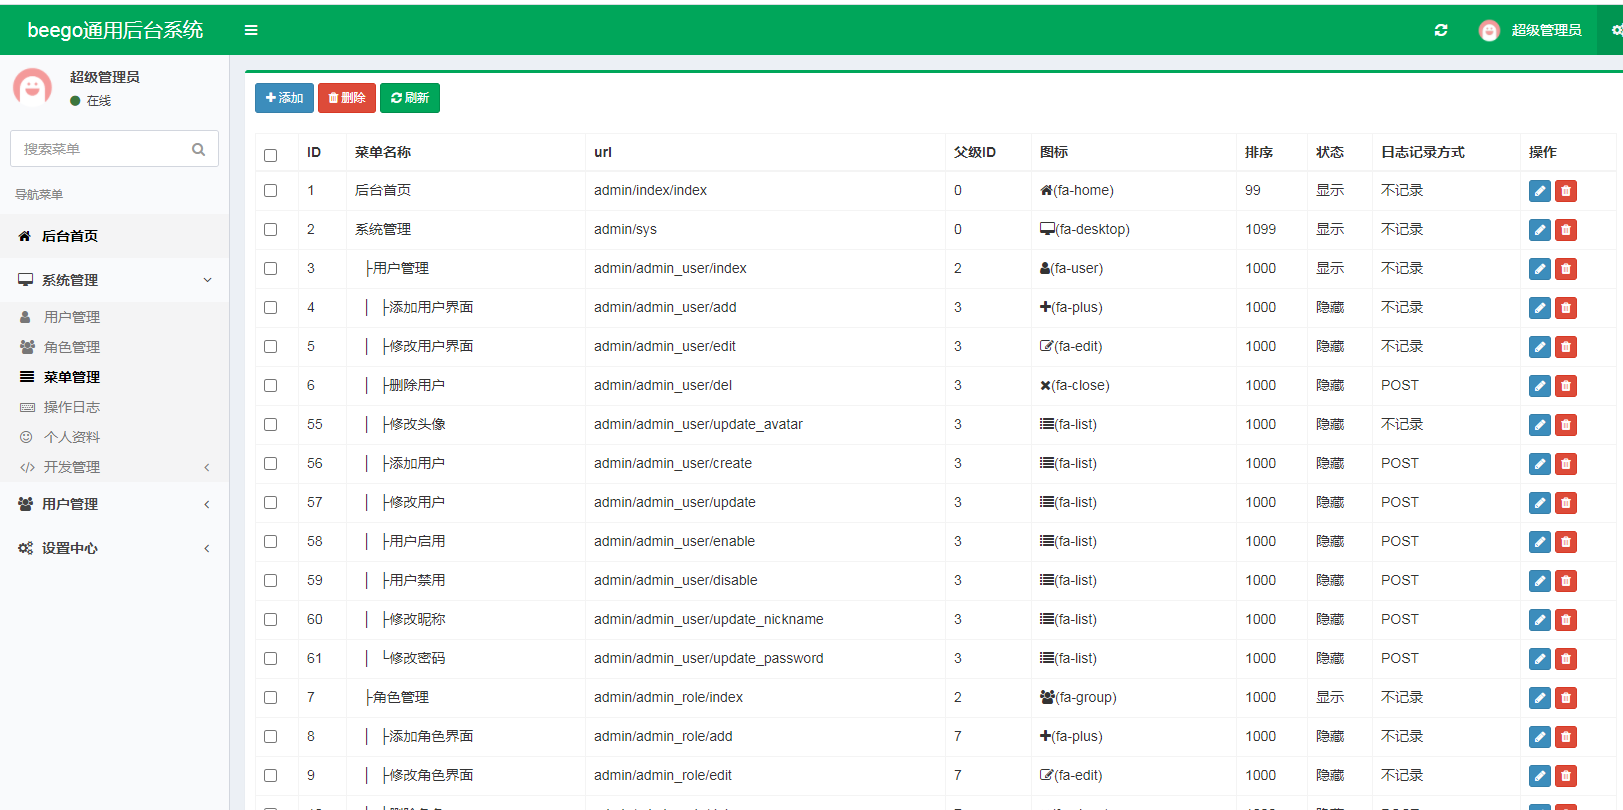 beego通用后台系统
超级管理员
超级管理员
在线
搜索菜单
导航菜单
后台首页
系统管理
用户管理
角色管理
菜单管理
操作日志
个人资料
开发管理
用户管理
设置中心
添加 删除 刷新
ID 菜单名称 url 父级ID 图标 排序 状态 日志记录方式 操作
1 后台首页 admin/index/index 0 (fa-home) 99 显示 不记录
2 系统管理 admin/sys 0 (fa-desktop) 1099 显示 不记录
3 ├用户管理 admin/admin_user/index 2 (fa-user) 1000 显示 不记录
4 │ ├添加用户界面 admin/admin_user/add 3 (fa-plus) 1000 隐藏 不记录
5 │ ├修改用户界面 admin/admin_user/edit 3 (fa-edit) 1000 隐藏 不记录
6 │ ├删除用户 admin/admin_user/del 3 (fa-close) 1000 隐藏 POST
55 │ ├修改头像 admin/admin_user/update_avatar 3 (fa-list) 1000 隐藏 不记录
56 │ ├添加用户 admin/admin_user/create 3 (fa-list) 1000 隐藏 POST
57 │ ├修改用户 admin/admin_user/update 3 (fa-list) 1000 隐藏 POST
58 │ ├用户启用 admin/admin_user/enable 3 (fa-list) 1000 隐藏 POST
59 │ ├用户禁用 admin/admin_user/disable 3 (fa-list) 1000 隐藏 POST
60 │ ├修改昵称 admin/admin_user/update_nickname 3 (fa-list) 1000 隐藏 POST
61 │ └修改密码 admin/admin_user/update_password 3 (fa-list) 1000 隐藏 POST
7 ├角色管理 admin/admin_role/index 2 (fa-group) 1000 显示 不记录
8 │ ├添加角色界面 admin/admin_role/add 7 (fa-plus) 1000 隐藏 不记录
9 │ ├修改角色界面 admin/admin_role/edit 7 (fa-edit) 1000 隐藏 不记录